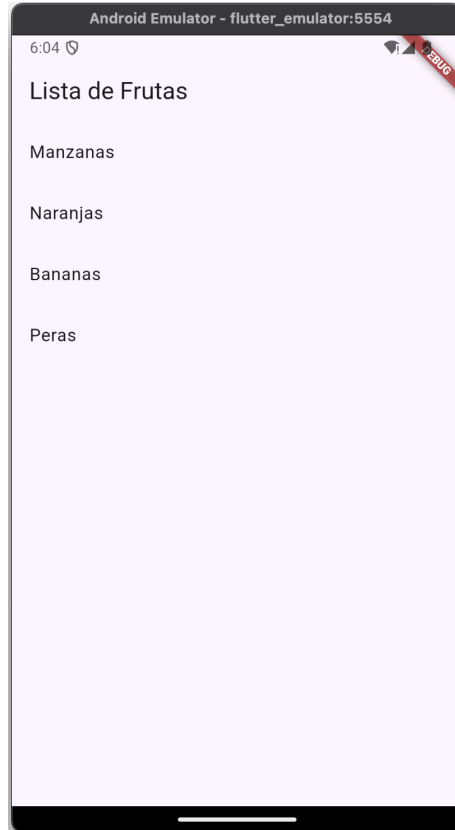 Android Emulator - flutter_emulator:5554
6:04
DEBUG
Lista de Frutas
Manzanas
Naranjas
Bananas
Peras